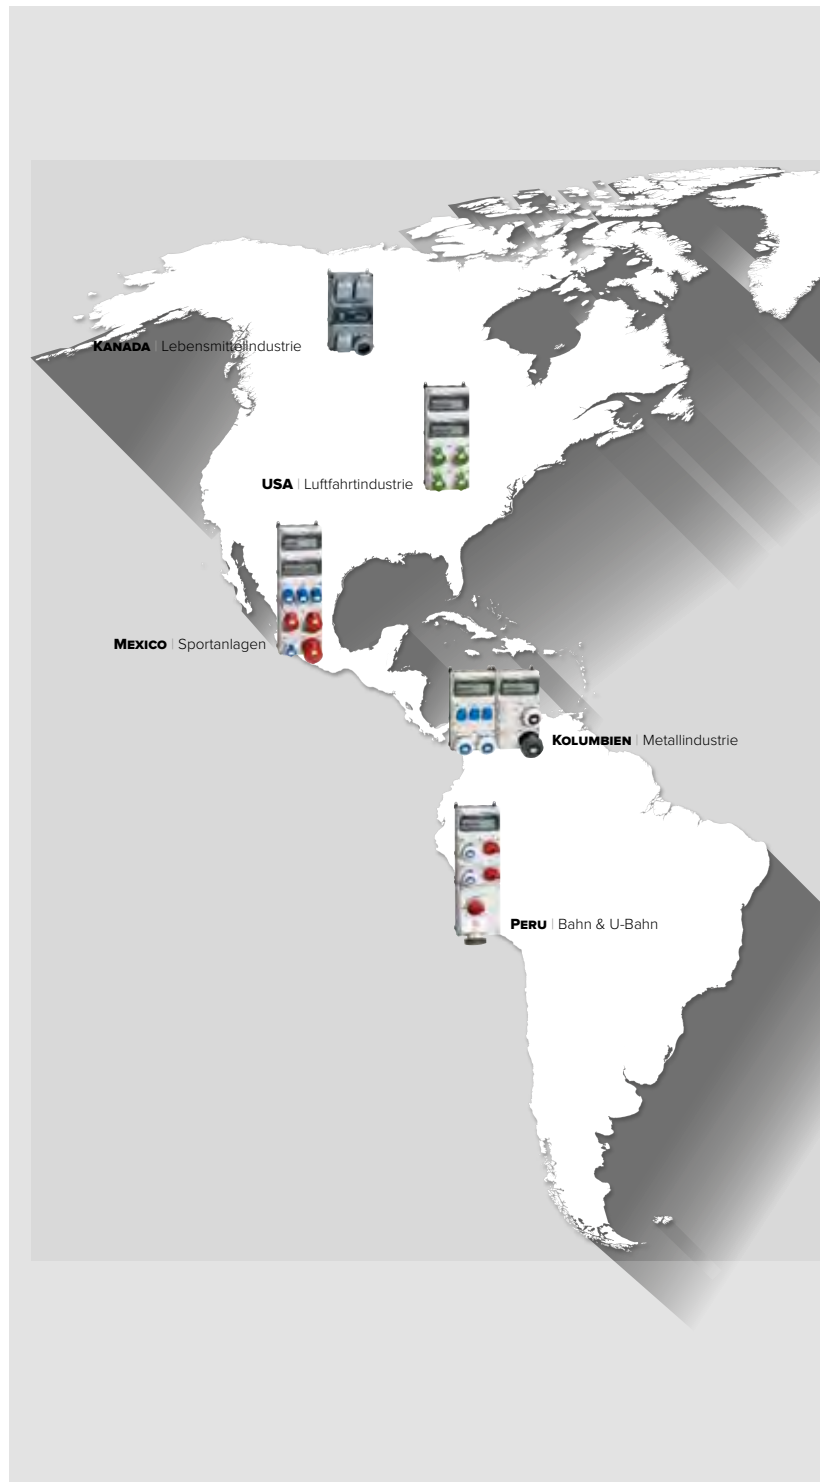 KANADA | Lebensmittelindustrie
USA | Luftfahrtindustrie
MEXICO | Sportanlagen
KOLUMBIEN | Metallindustrie
PERU | Bahn & U-Bahn